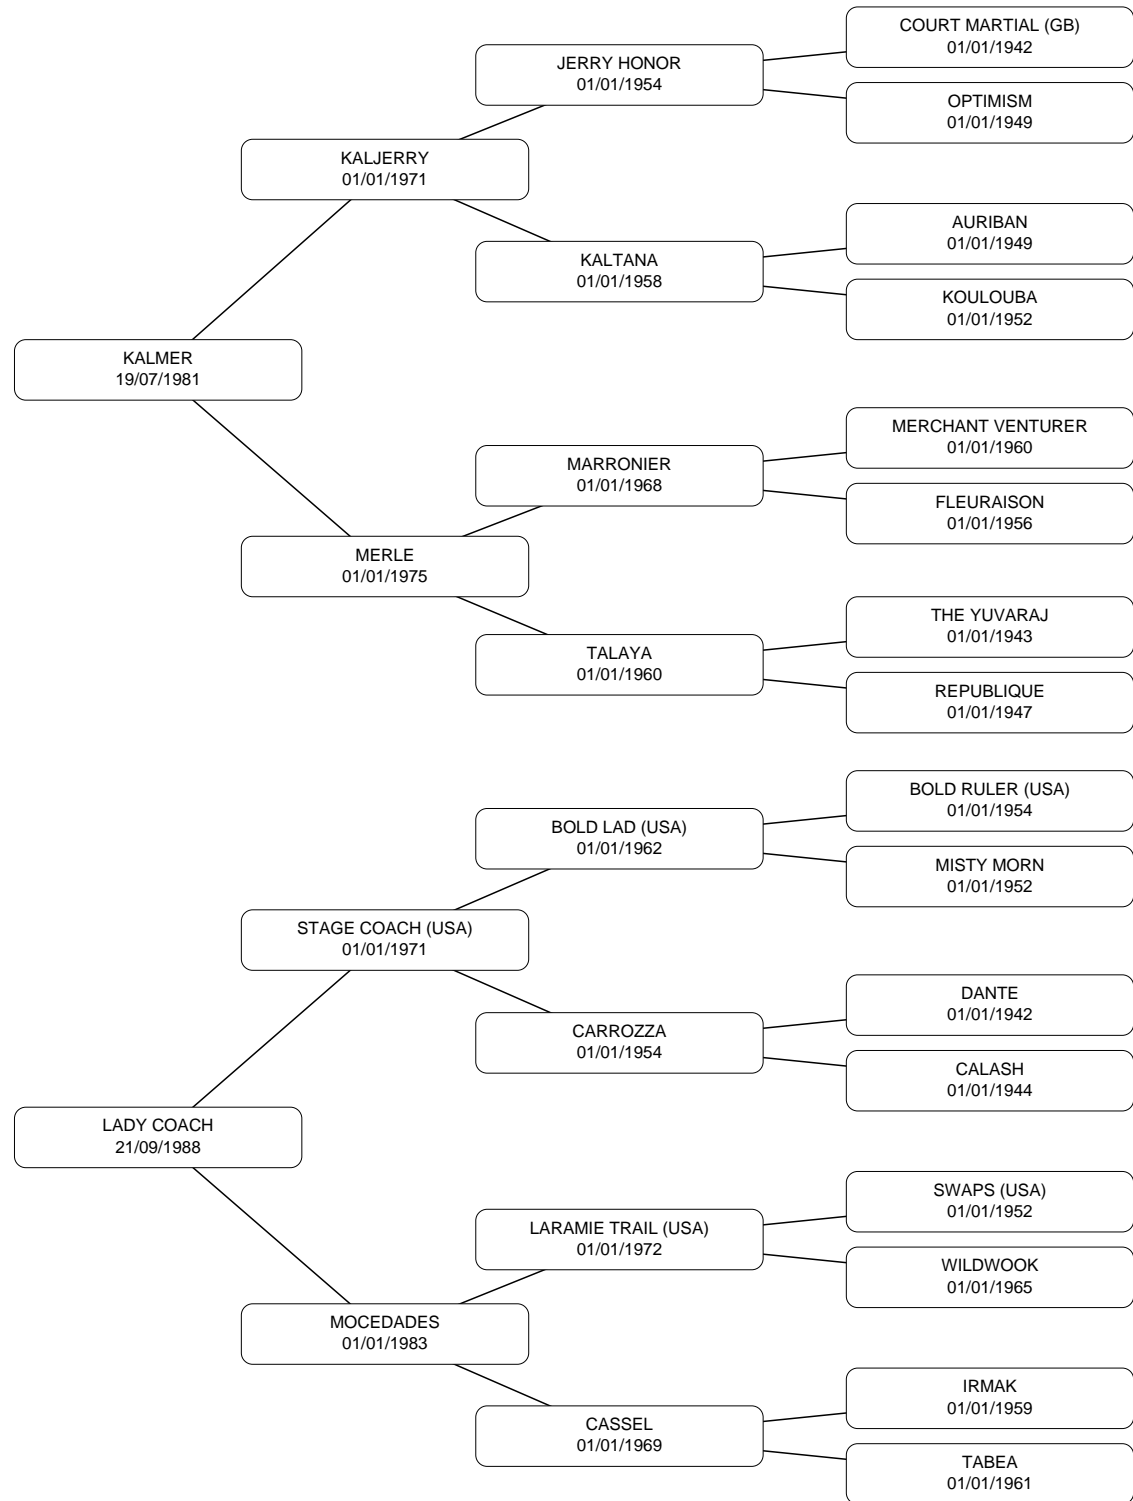 COURT MARTIAL (GB)
01/01/1942
JERRY HONOR
01/01/1954
OPTIMISM
01/01/1949
KALJERRY
01/01/1971
AURIBAN
01/01/1949
KALTANA
01/01/1958
KOULOUBA
01/01/1952
KALMER
19/07/1981
MERCHANT VENTURER
01/01/1960
MARRONIER
01/01/1968
FLEURAISON
01/01/1956
MERLE
01/01/1975
THE YUVARAJ
01/01/1943
TALAYA
01/01/1960
REPUBLIQUE
01/01/1947
BOLD RULER (USA)
01/01/1954
BOLD LAD (USA)
01/01/1962
MISTY MORN
01/01/1952
STAGE COACH (USA)
01/01/1971
DANTE
01/01/1942
CARROZZA
01/01/1954
CALASH
01/01/1944
LADY COACH
21/09/1988
SWAPS (USA)
01/01/1952
LARAMIE TRAIL (USA)
01/01/1972
WILDWOOK
01/01/1965
MOCEDADES
01/01/1983
IRMAK
01/01/1959
CASSEL
01/01/1969
TABEA
01/01/1961